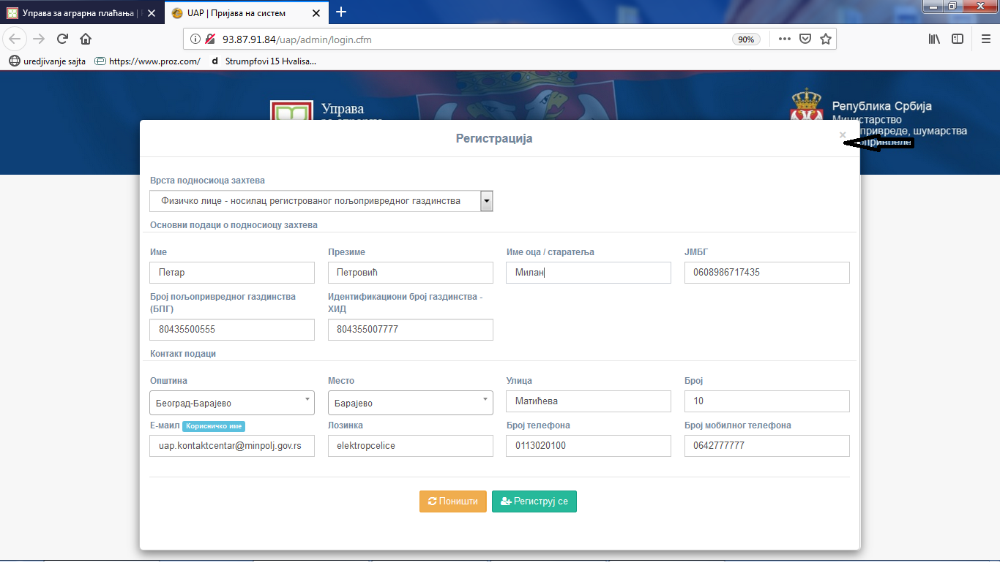 Управа за аграрна плаћања |
UAP | Пријава на систем
93.87.91.84/uap/admin/login.cfm
90%
uredjivanje sajta
https://www.proz.com/
d Strumpfovi 15 Hvalisa...
Управа
Република Србија
Министарство
привреде, шумарства
Регистрација
Врста подносиоца захтева
Физичко лице - носилац регистрованог пољопривредног газдинства
Основни подаци о подносиоцу захтева
Име
Презиме
Име оца / старатеља
ЈМБГ
Петар
Петровић
Милан
0608986717435
Број пољопривредног газдинства
(БПГ)
Идентификациони број газдинства -
ХИД
80435500555
804355007777
Контакт подаци
Општина
Место
Улица
Број
Београд-Барајево
Барајево
Матићева
10
Е-маил Корисничко име
Лозинка
Број телефона
Број мобилног телефона
uap.kontaktcentar@minpolj.gov.rs
elektropcelice
0113020100
0642777777
Поништи
Региструј се